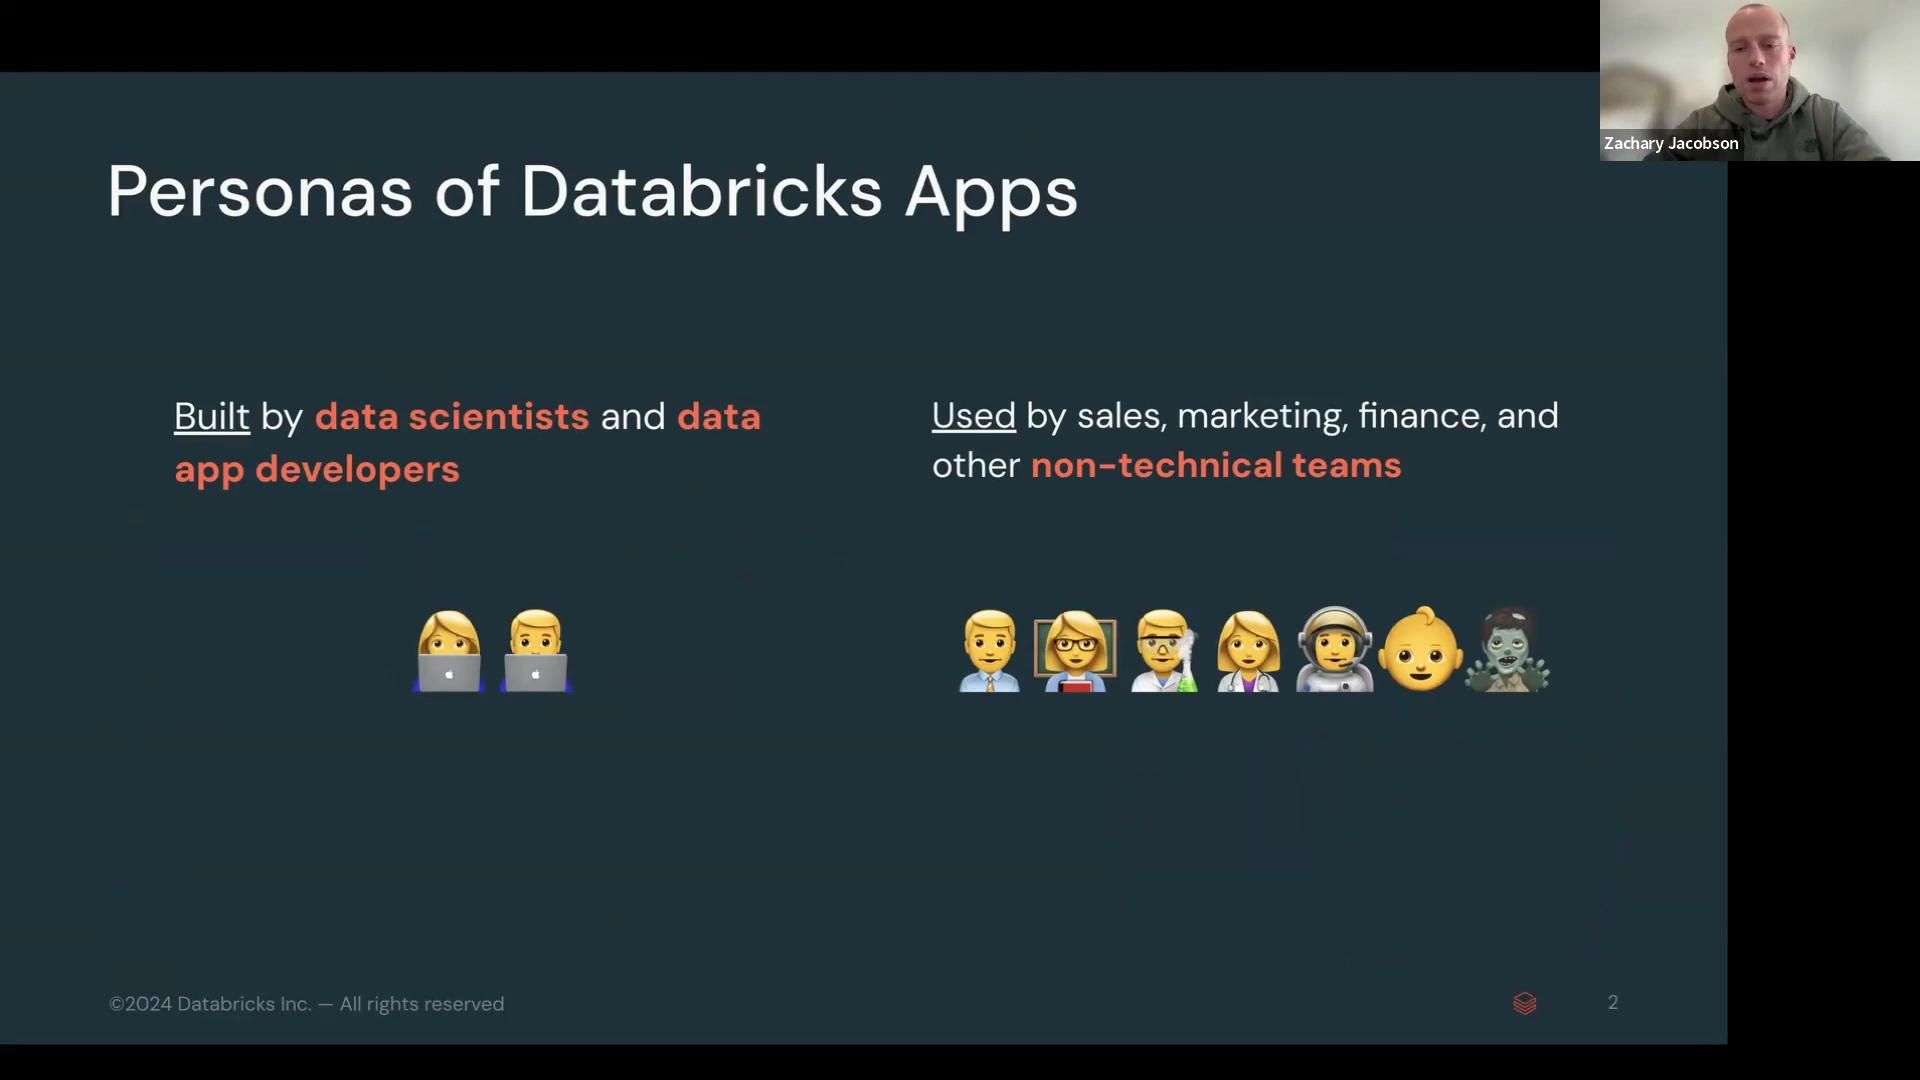 Zachary Jacobson
Personas of Databricks Apps
Built by data scientists and data
app developers
Used by sales, marketing, finance, and
other non-technical teams
©2024 Databricks Inc. — All rights reserved
2